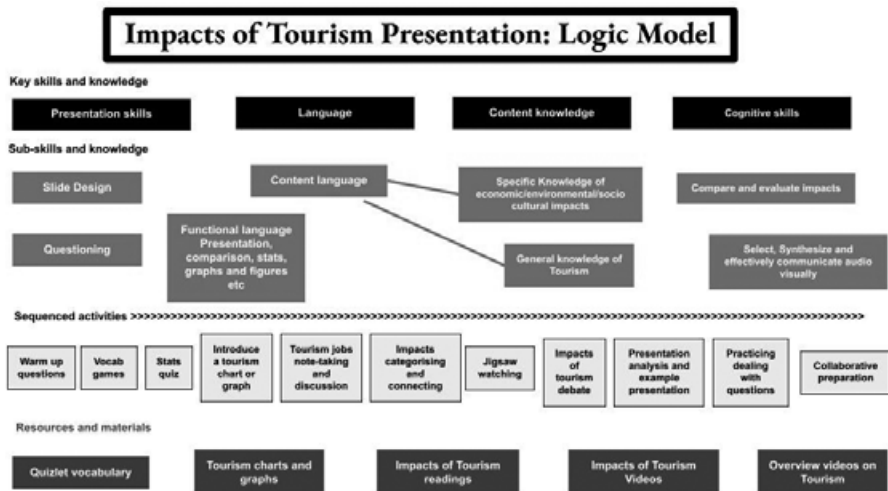 Impacts of Tourism Presentation: Logic Model
Key skills and knowledge
Presentation skills
Language
Content knowledge
Cognitive skills
Sub-skills and knowledge
Slide Design
Content language
Specific Knowledge of
economic/environmental/socio
cultural impacts
Compare and evaluate impacts
Questioning
Functional language
Presentation,
comparison, stats,
graphs and figures
etc
General knowledge of
Tourism
Select, Synthesize and
effectively communicate audio
visually
Sequenced activities >>>>>>>>>>>>>>>>>>>>>>>>>>>>>>>>>>>>>>>>>>>>>>>>>>>>>>>>>>>>>>>>>>>>>>>>>>>>>>>>>>>>>>>>>>>>>>>>>>>>>>>>
Warm up
questions
Vocab
games
Stats
quiz
Introduce
a tourism
chart or
graph
Tourism jobs
note-taking
and
discussion
Impacts
categorising
and
connecting
Jigsaw
watching
Impacts
of
tourism
debate
Presentation
analysis and
example
presentation
Practicing
dealing
with
questions
Collaborative
preparation
Resources and materials
Quizlet vocabulary
Tourism charts and
graphs
Impacts of Tourism
readings
Impacts of Tourism
Videos
Overview videos on
Tourism